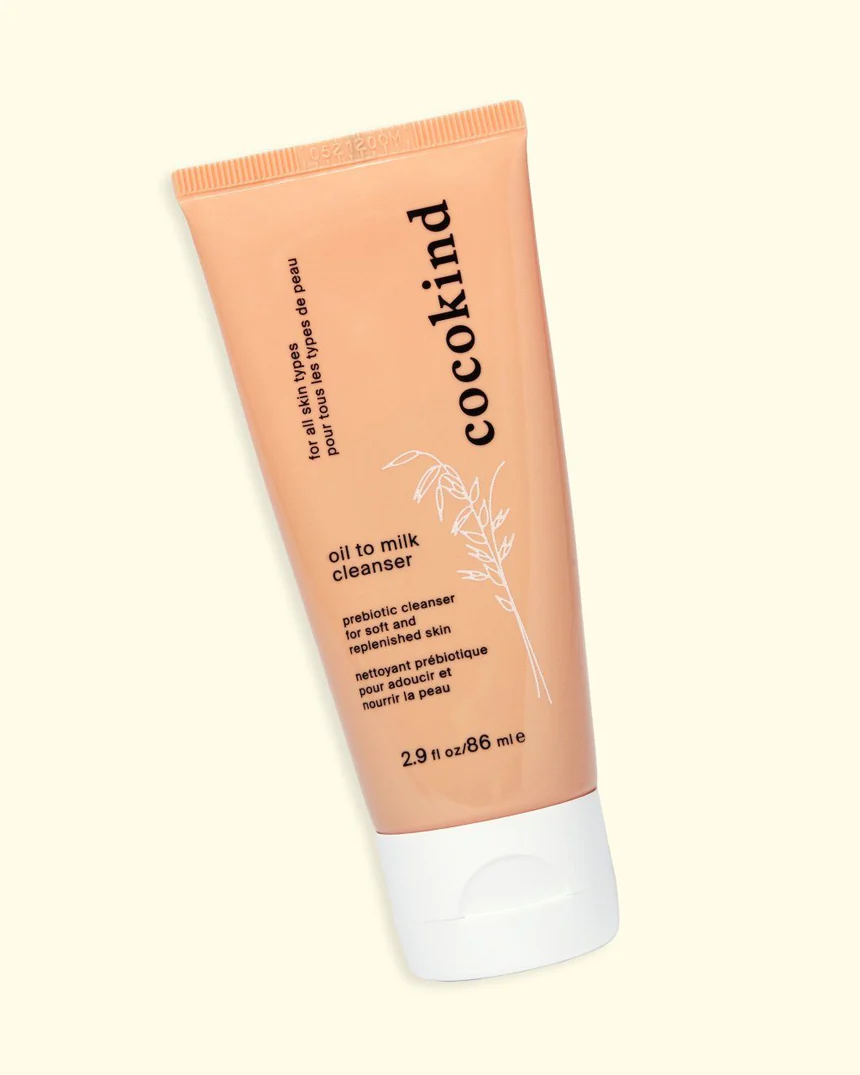 052120OM
cocokind
for all skin types
pour tous les types de peau
oil to milk
cleanser
prebiotic cleanser
for soft and
replenished skin
nettoyant prébiotique
pour adoucir et
nourrir la peau
2.9 fl oz/86 ml e